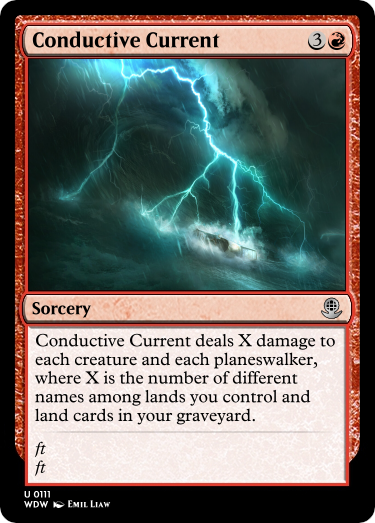 Conductive Current 3
Sorcery
Conductive Current deals X damage to
each creature and each planeswalker,
where X is the number of different
names among lands you control and
land cards in your graveyard.
ft
ft
U 0111
WDW Emil Liaw